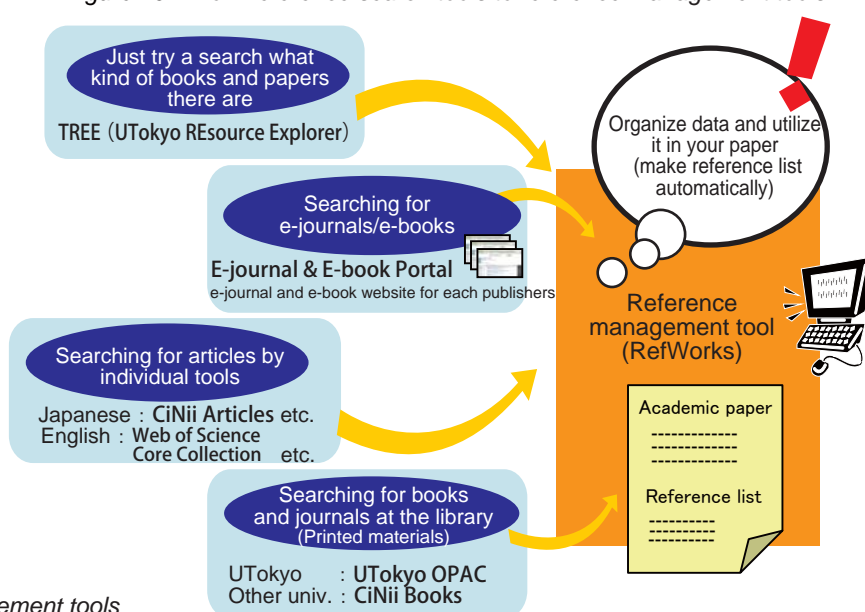 Just try a search what
kind of books and papers
there are
TREE（UTokyo REsource Explorer）
Searching for
e-journals/e-books
E-journal & E-book Portal
e-journal and e-book website for each publishers
Searching for articles by
individual tools
Japanese : CiNii Articles etc.
English : Web of Science
Core Collection etc.
Searching for books
and journals at the library
(Printed materials)
UTokyo : UTokyo OPAC
Other univ. : CiNii Books
Organize data and utilize
it in your paper
(make reference list
automatically)
Reference
management tool
(RefWorks)
Academic paper
Reference list
ement tools